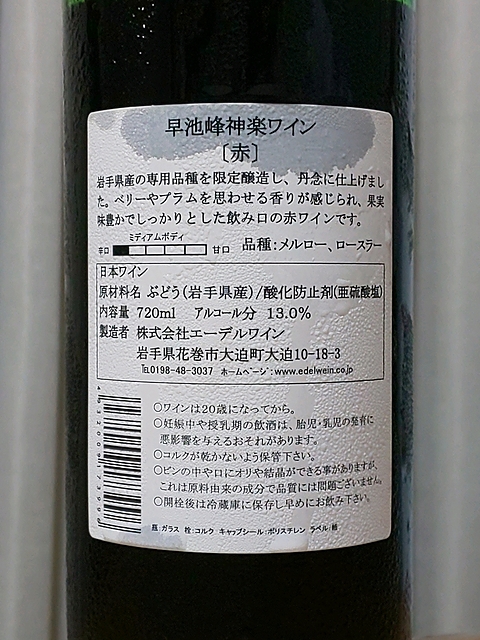 早池峰神楽ワイン
〔赤〕
岩手県産の専用品種を限定醸造し、丹念に仕上げまし
た。ベリーやプラムを思わせる香りが感じられ、果実
味豊かでしっかりとした飲み口の赤ワインです。
ミディアムボディ
辛口 甘口 品種：メルロー、ロースラー
日本ワイン
原材料名 ぶどう(岩手県産)/酸化防止剤(亜硫酸塩)
内容量 720ml アルコール分 13.0%
製造者 株式会社エーデルワイン
岩手県花巻市大迫町大迫10-18-3
℡0198-48-3037 ホームページ:www.edelwein.co.jp
○ワインは20歳になってから。
○妊娠中や授乳期の飲酒は、胎児・乳児の発育に
悪影響を与えるおそれがあります。
○コルクが乾かないよう保管下さい。
○ビンの中や口にオリや結晶ができる事がありますが、
これは原料由来の成分で品質には問題ございません。
○開栓後は冷蔵庫に保存し早めにお飲み下さい。
瓶:ガラス 栓:コルク キャップシール:ポリスチレン ラベル:紙